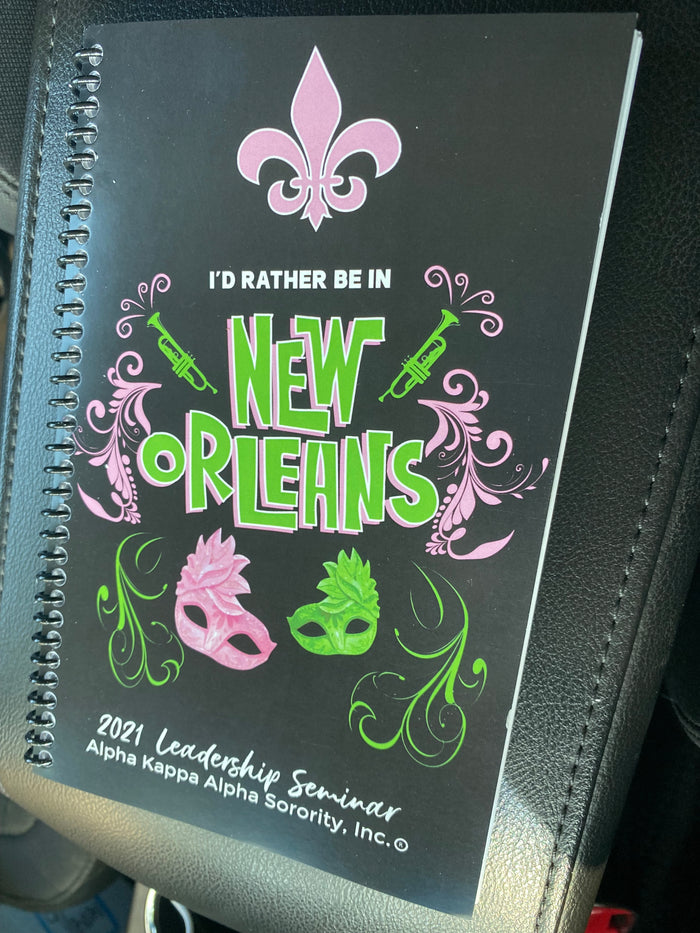 I'D RATHER BE IN
NEW
ORLEANS
2021 Leadership Seminar
Alpha Kappa Alpha Sorority, Inc.®